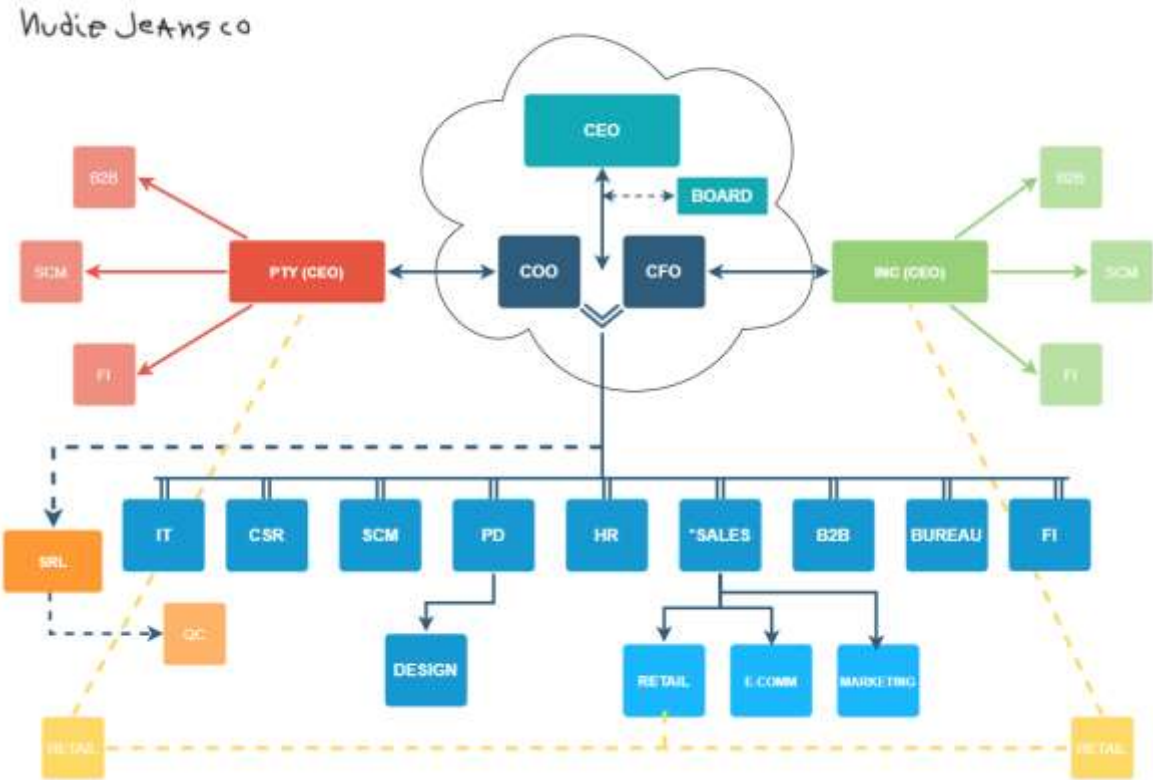 Nudie Jeans co
CEO
BOARD
B2B
B2B
SCM
PTY (CEO)
COO
CFO
INC (CEO)
SCM
FI
FI
IT
CSR
SCM
PD
HR
*SALES
B2B
BUREAU
FI
SRL
QC
DESIGN
RETAIL
E.COMM
MARKETING
RETAIL
RETAIL